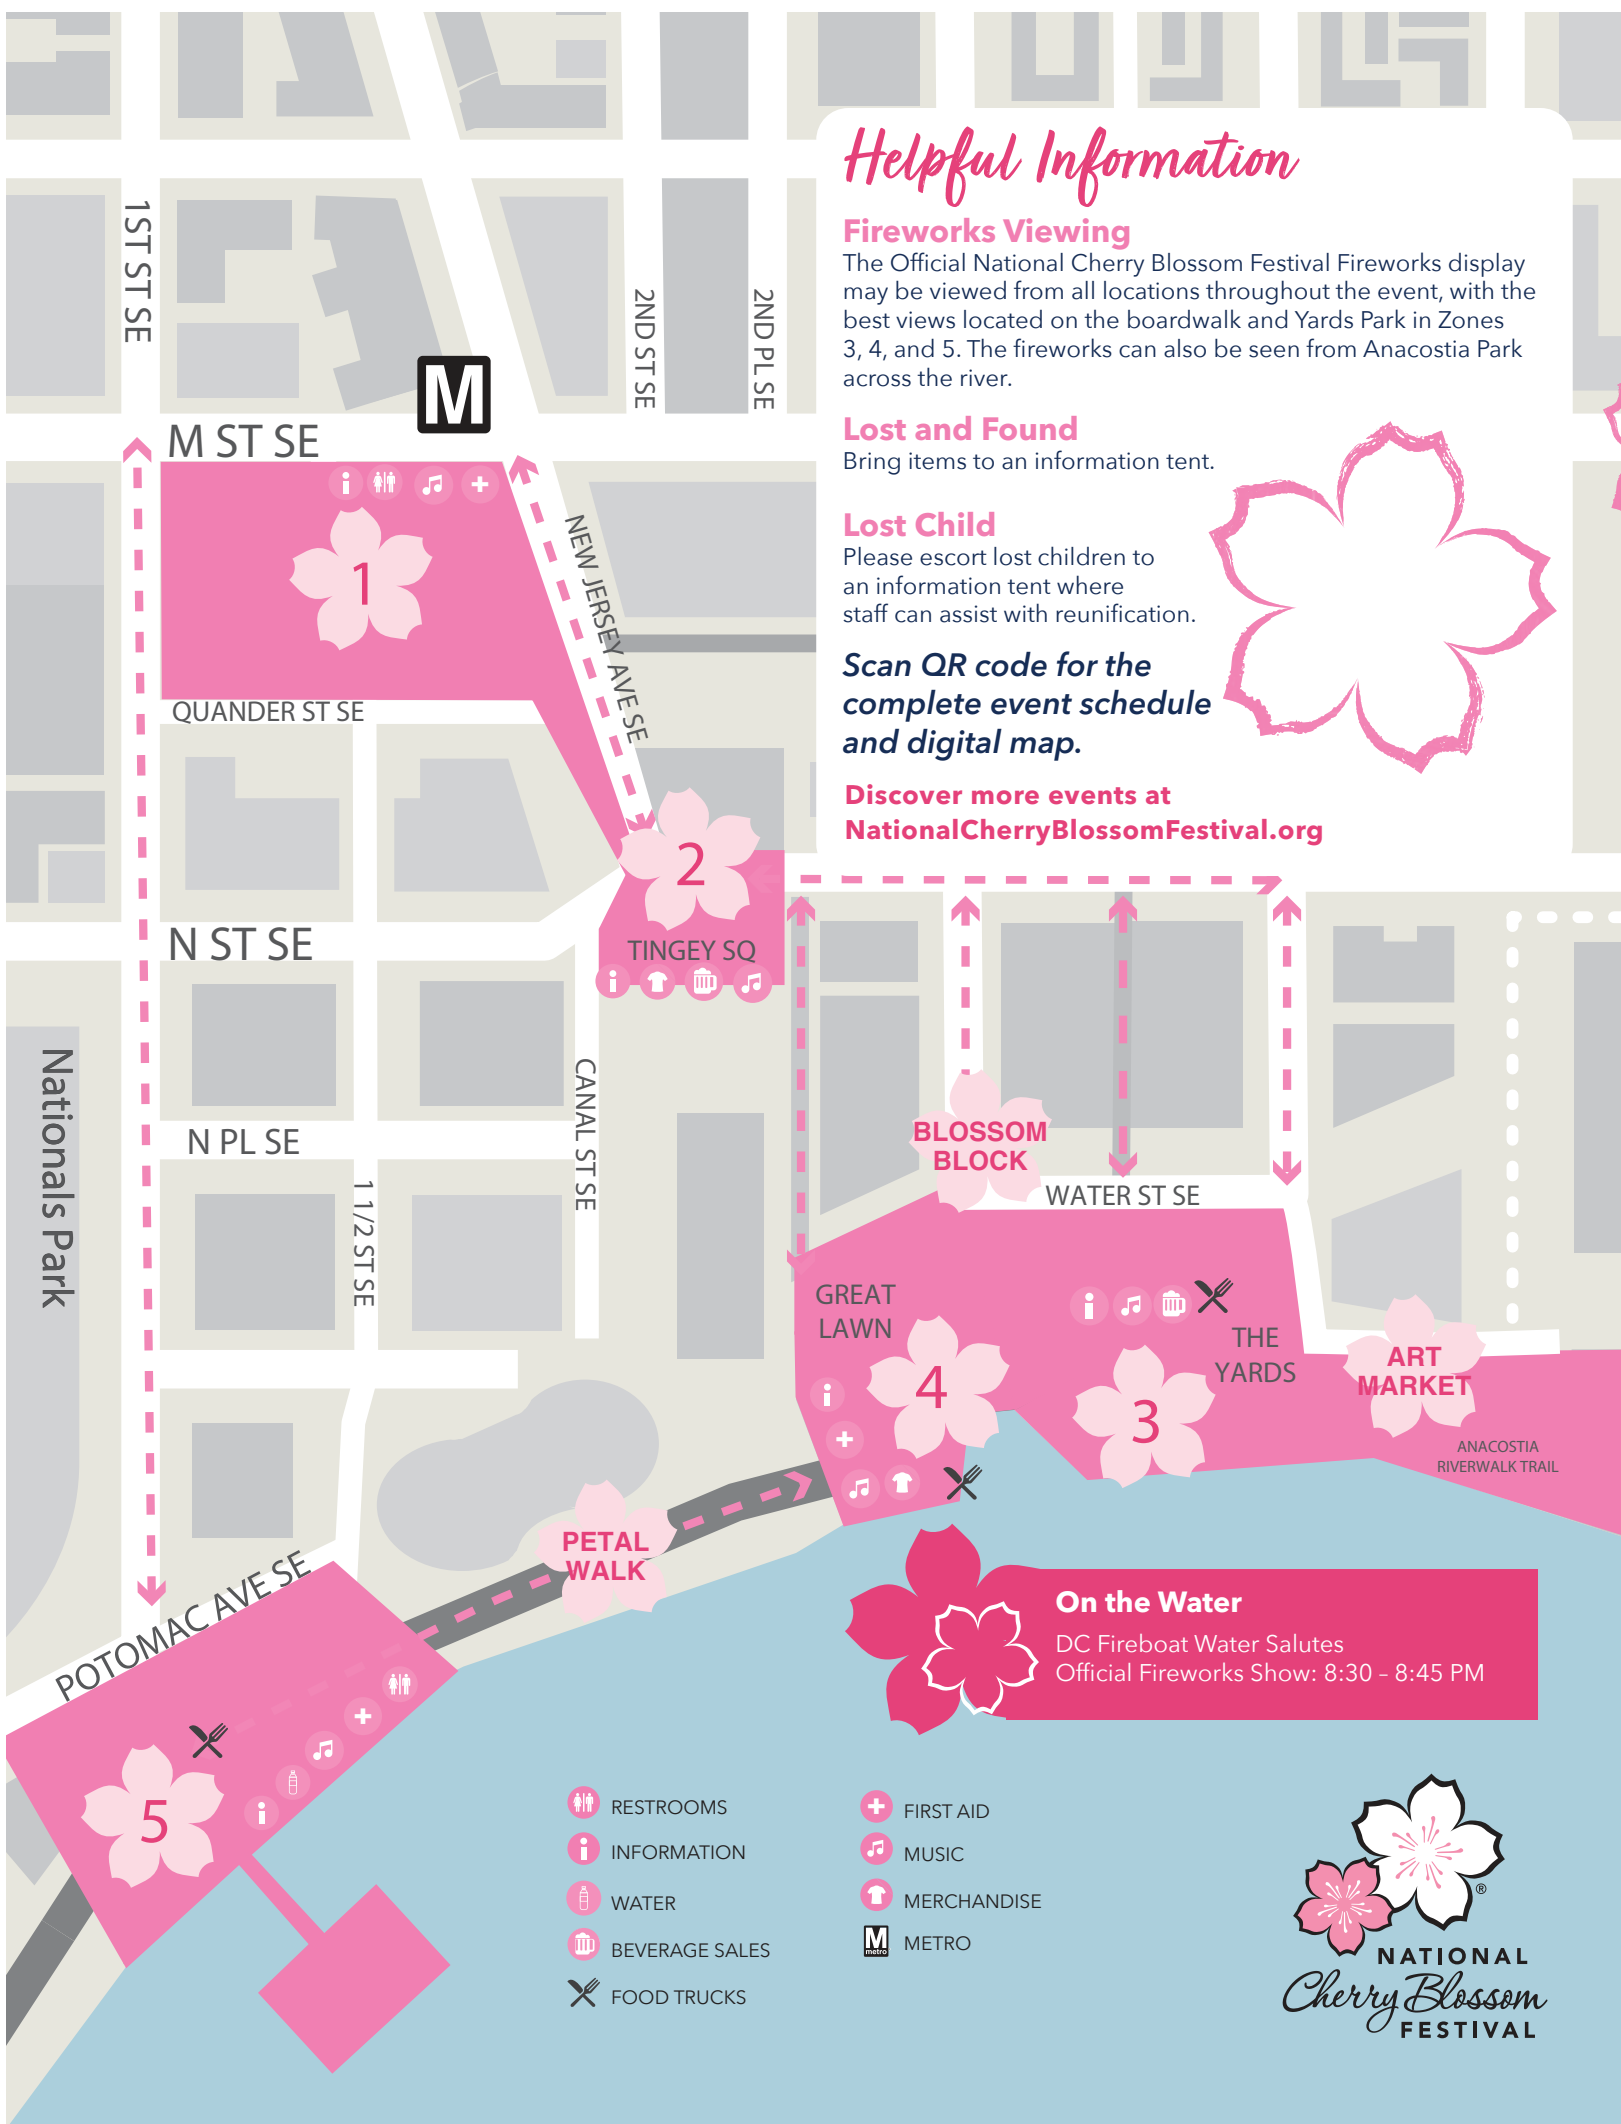 Helpful Information
Fireworks Viewing
The Official National Cherry Blossom Festival Fireworks display
may be viewed from all locations throughout the event, with the
best views located on the boardwalk and Yards Park in Zones
3, 4, and 5. The fireworks can also be seen from Anacostia Park
across the river.
Lost and Found
Bring items to an information tent.
Lost Child
Please escort lost children to
an information tent where
staff can assist with reunification.
Scan QR code for the
complete event schedule
and digital map.
Discover more events at
NationalCherryBlossomFestival.org
1ST ST SE
2ND ST SE
2ND PL SE
M
M ST SE
1
NEW JERSEY AVE SE
QUANDER ST SE
2
TINGEY SQ
N ST SE
Nationals Park
CANAL ST SE
N PL SE
1 1/2 ST SE
BLOSSOM
BLOCK
WATER ST SE
GREAT
LAWN
4
THE
YARDS
3
ART
MARKET
ANACOSTIA
RIVERWALK TRAIL
PETAL
WALK
POTOMAC AVE SE
5
On the Water
DC Fireboat Water Salutes
Official Fireworks Show: 8:30 – 8:45 PM
RESTROOMS
INFORMATION
WATER
BEVERAGE SALES
FOOD TRUCKS
FIRST AID
MUSIC
MERCHANDISE
M
metro
METRO
®
NATIONAL
Cherry Blossom
FESTIVAL